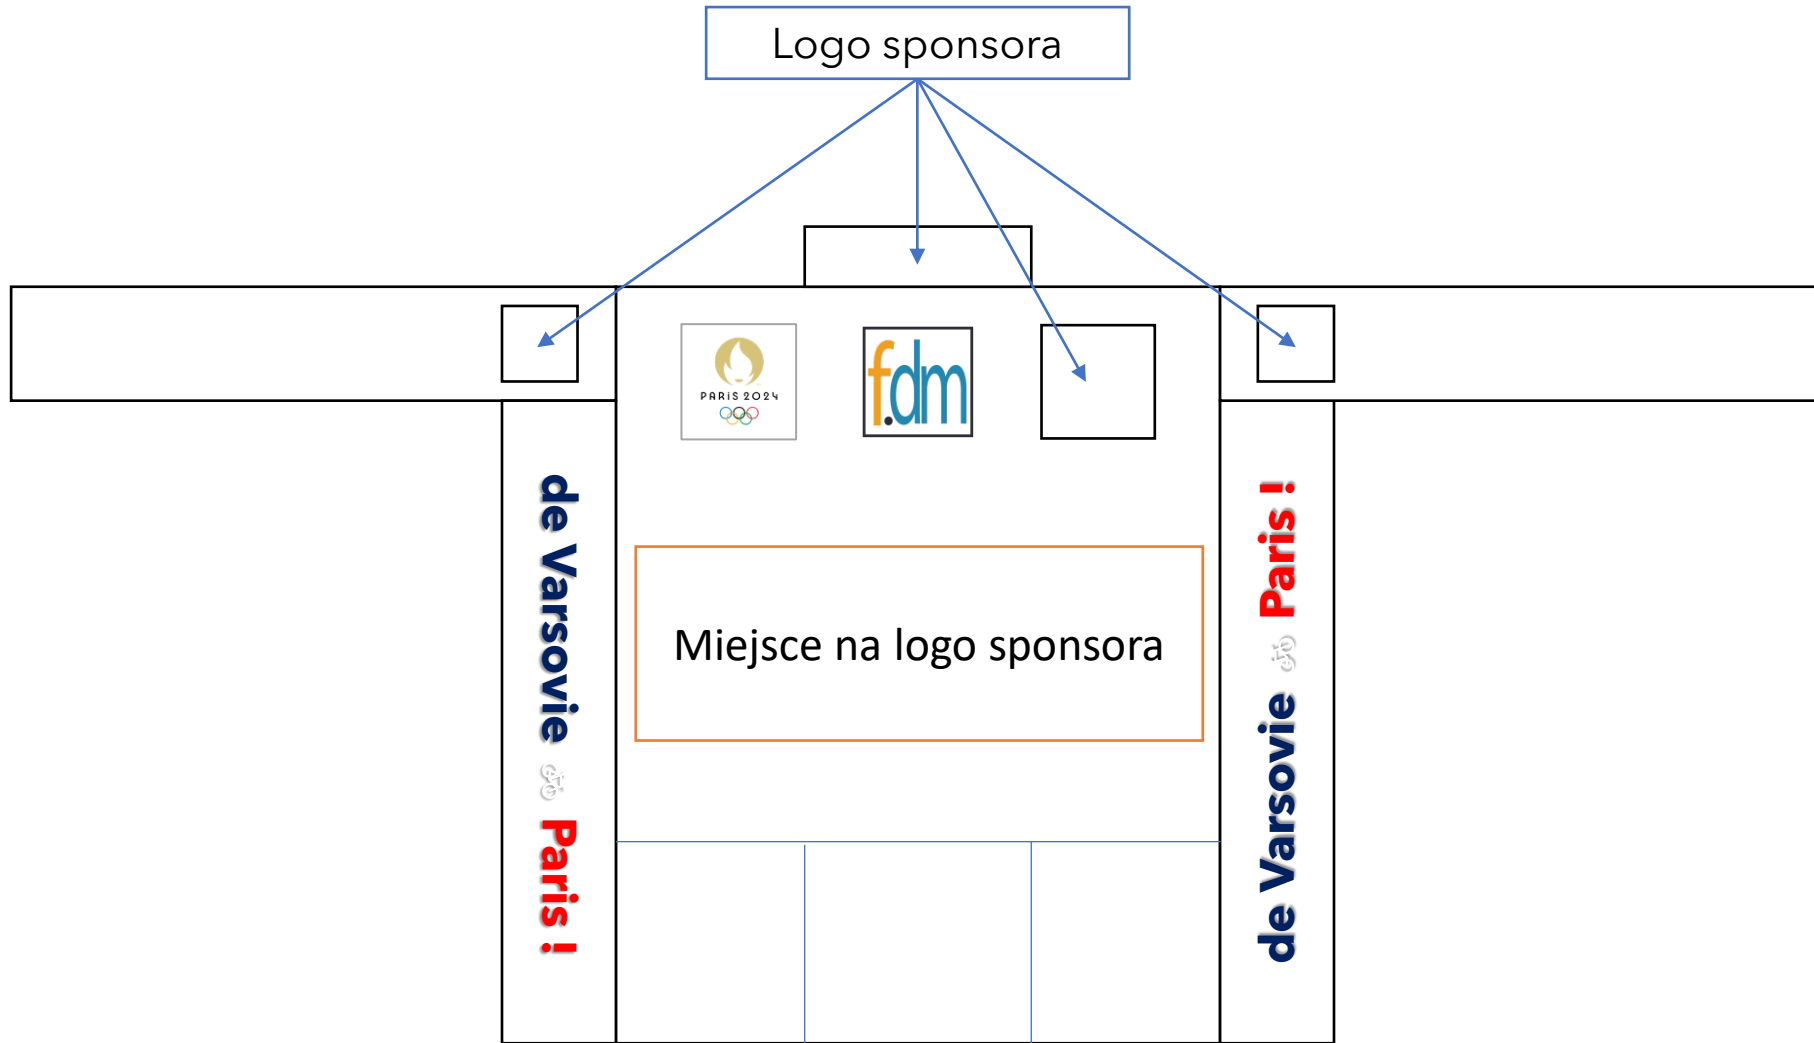 Logo sponsora
PARIS 2024
f.dm
de Varsovie Paris !
Miejsce na logo sponsora
de Varsovie Paris !